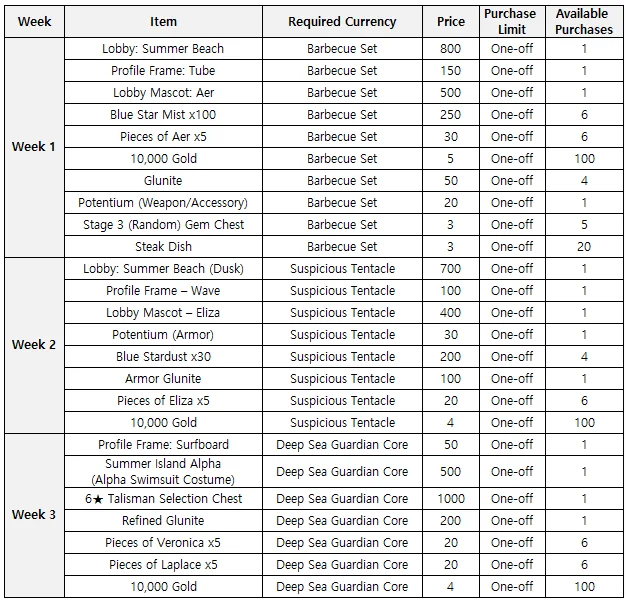 Week Item Required Currency Price Purchase Limit Available Purchases
Week 1
Lobby: Summer Beach Barbecue Set 800 One-off 1
Profile Frame: Tube Barbecue Set 150 One-off 1
Lobby Mascot: Aer Barbecue Set 500 One-off 1
Blue Star Mist x100 Barbecue Set 250 One-off 6
Pieces of Aer x5 Barbecue Set 30 One-off 6
10,000 Gold Barbecue Set 5 One-off 100
Glunite Barbecue Set 50 One-off 4
Potentium (Weapon/Accessory) Barbecue Set 20 One-off 1
Stage 3 (Random) Gem Chest Barbecue Set 3 One-off 5
Steak Dish Barbecue Set 3 One-off 20
Week 2
Lobby: Summer Beach (Dusk) Suspicious Tentacle 700 One-off 1
Profile Frame – Wave Suspicious Tentacle 100 One-off 1
Lobby Mascot – Eliza Suspicious Tentacle 400 One-off 1
Potentium (Armor) Suspicious Tentacle 30 One-off 1
Blue Stardust x30 Suspicious Tentacle 200 One-off 4
Armor Glunite Suspicious Tentacle 100 One-off 1
Pieces of Eliza x5 Suspicious Tentacle 20 One-off 6
10,000 Gold Suspicious Tentacle 4 One-off 100
Week 3
Profile Frame: Surfboard Deep Sea Guardian Core 50 One-off 1
Summer Island Alpha
(Alpha Swimsuit Costume) Deep Sea Guardian Core 500 One-off 1
6★ Talisman Selection Chest Deep Sea Guardian Core 1000 One-off 1
Refined Glunite Deep Sea Guardian Core 200 One-off 1
Pieces of Veronica x5 Deep Sea Guardian Core 20 One-off 6
Pieces of Laplace x5 Deep Sea Guardian Core 20 One-off 6
10,000 Gold Deep Sea Guardian Core 4 One-off 100